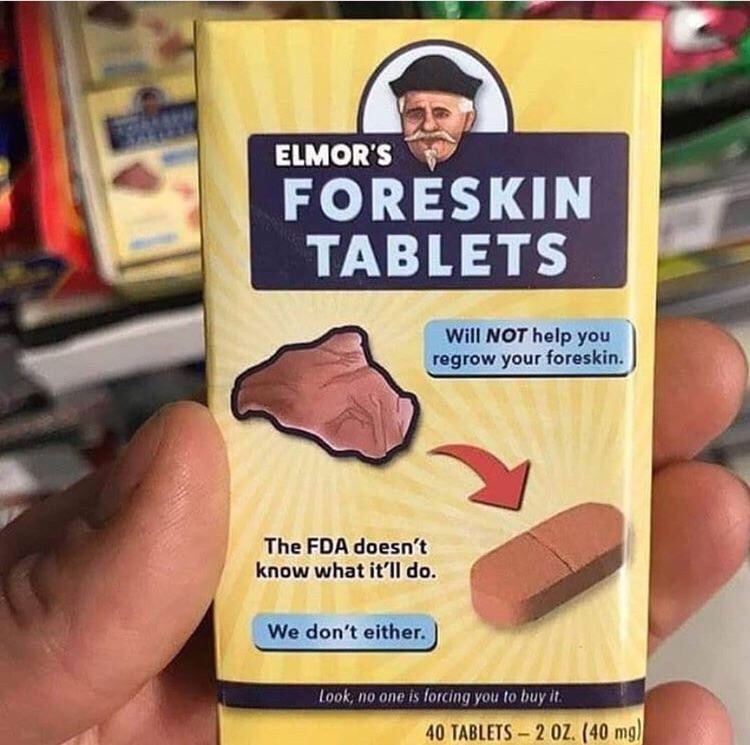 ELMOR'S
FORESKIN
TABLETS
Will NOT help you
regrow your foreskin.
The FDA doesn't
know what it'll do.
We don't either.
Look, no one is forcing you to buy it.
40 TABLETS – 2 OZ. (40 mg)